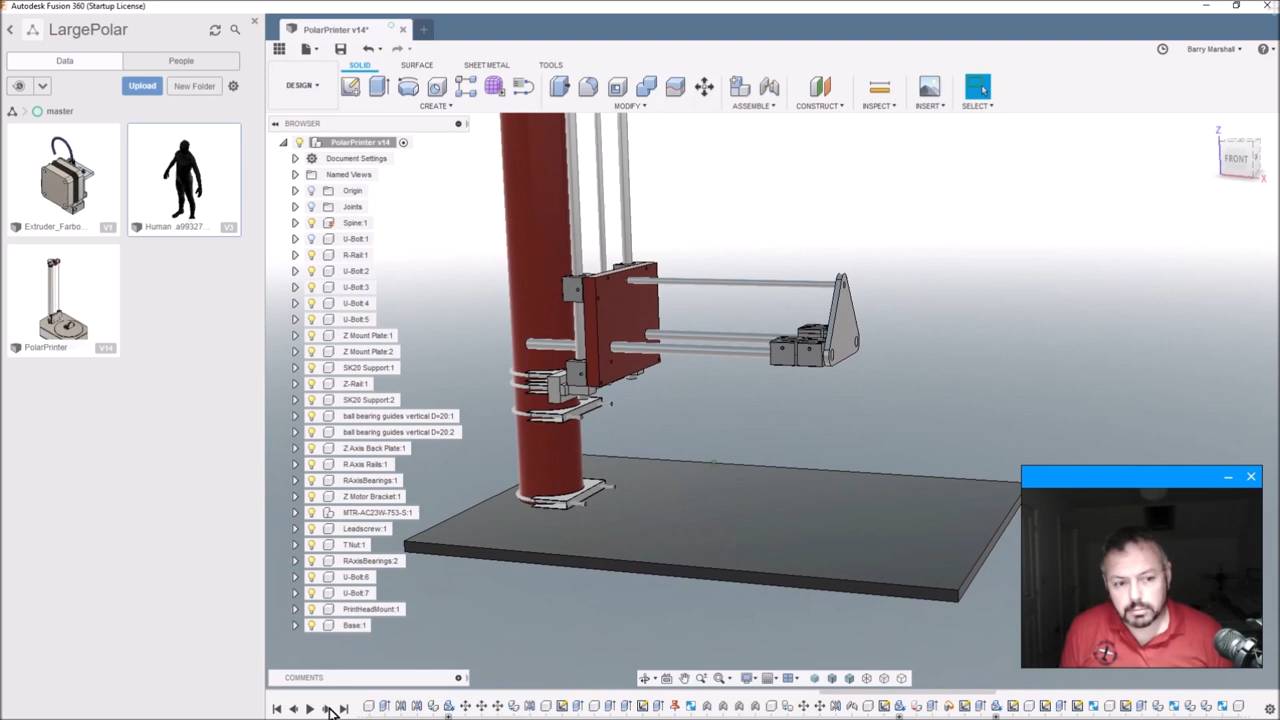 Autodesk Fusion 360 (Startup License)
LargePolar
Data
People
Upload
New Folder
master
Extruder_Farbo...
V1
Human .a99327...
V3
PolarPrinter
V14
PolarPrinter v14*
Barry Marshall
DESIGN
SOLID
SURFACE
SHEET METAL
TOOLS
CREATE
MODIFY
ASSEMBLE
CONSTRUCT
INSPECT
INSERT
SELECT
BROWSER
PolarPrinter v14
Document Settings
Named Views
Origin
Joints
Spine:1
U-Bolt:1
R-Rail:1
U-Bolt:2
U-Bolt:3
U-Bolt:4
U-Bolt:5
Z Mount Plate:1
Z Mount Plate:2
SK20 Support:1
Z-Rail:1
SK20 Support:2
ball bearing guides vertical D=20:1
ball bearing guides vertical D=20:2
Z Axis Back Plate:1
R Axis Rails:1
RAxisBearings:1
Z Motor Bracket:1
MTR-AC23W-753-S:1
Leadscrew:1
T Nut:1
RAxisBearings:2
U-Bolt:6
U-Bolt:7
PrintHeadMount:1
Base:1
Z
FRONT
X
COMMENTS